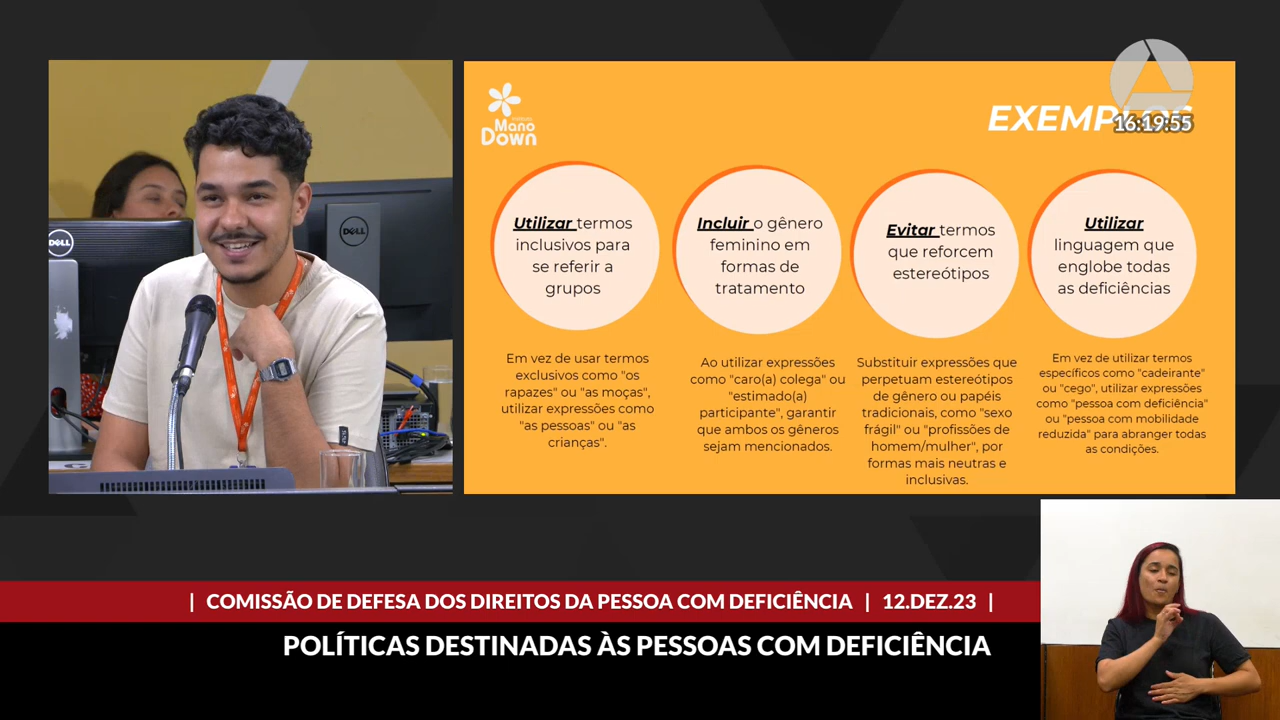 DELL
DELL
Mano
Down
EXEMPLOS
16:19:55
Utilizar termos
inclusivos para
se referir a
grupos
Incluir o gênero
feminino em
formas de
tratamento
Evitar termos
que reforcem
estereótipos
Utilizar
linguagem que
englobe todas
as deficiências
Em vez de usar termos
exclusivos como "os
rapazes" ou "as moças",
utilizar expressões como
"as pessoas" ou "as
crianças".
Ao utilizar expressões
como "caro(a) colega" ou
"estimado(a)
participante", garantir
que ambos os gêneros
sejam mencionados.
Substituir expressões que
perpetuam estereótipos
de gênero ou papéis
tradicionais, como "sexo
frágil" ou "profissões de
homem/mulher", por
formas mais neutras e
inclusivas.
Em vez de utilizar termos
específicos como "cadeirante"
ou "cego", utilizar expressões
como "pessoa com deficiência"
ou "pessoa com mobilidade
reduzida" para abranger todas
as condições.
| COMISSÃO DE DEFESA DOS DIREITOS DA PESSOA COM DEFICIÊNCIA | 12.DEZ.23 |
POLÍTICAS DESTINADAS ÀS PESSOAS COM DEFICIÊNCIA